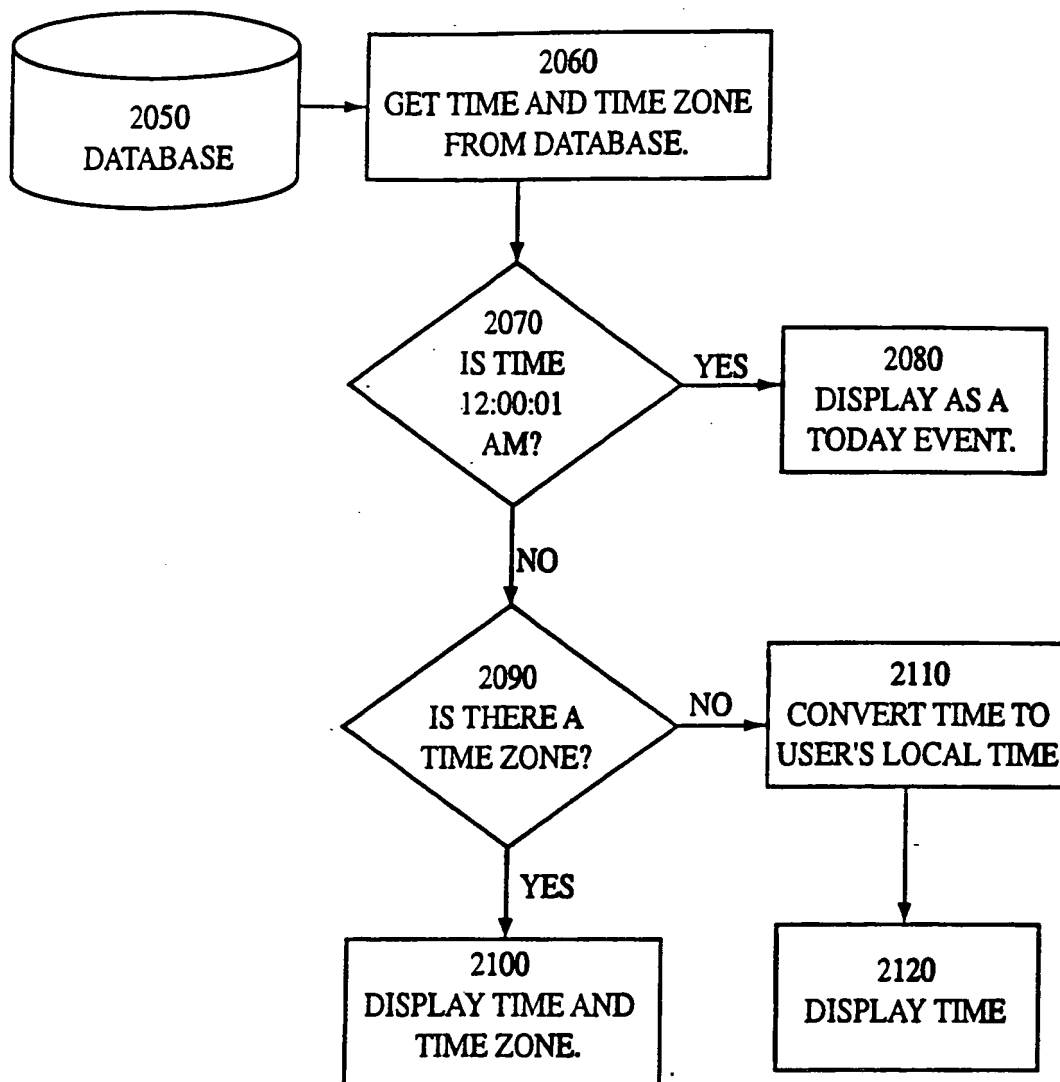 2050
DATABASE
2060
GET TIME AND TIME ZONE
FROM DATABASE.
2070
IS TIME
12:00:01
AM?
YES
2080
DISPLAY AS A
TODAY EVENT.
NO
2090
IS THERE A
TIME ZONE?
NO
2110
CONVERT TIME TO
USER'S LOCAL TIME
YES
2100
DISPLAY TIME AND
TIME ZONE.
2120
DISPLAY TIME